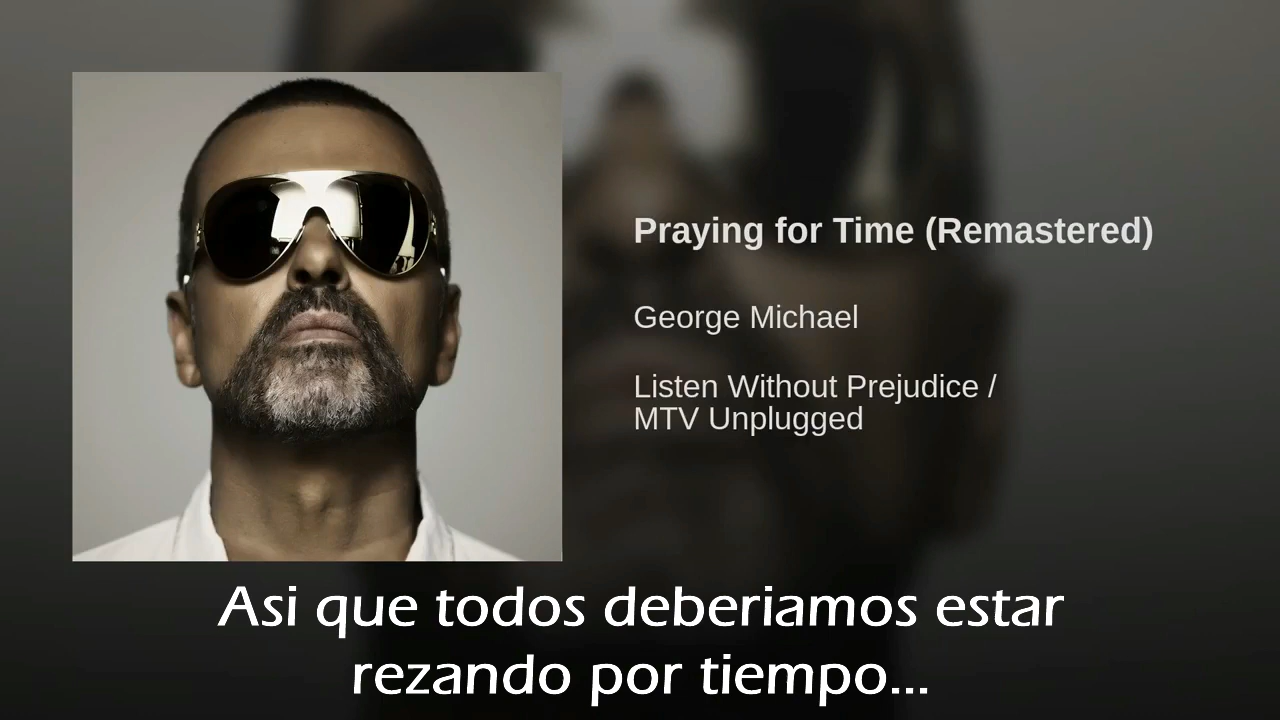 Praying for Time (Remastered)
George Michael
Listen Without Prejudice /
MTV Unplugged
Asi que todos deberiamos estar
rezando por tiempo...